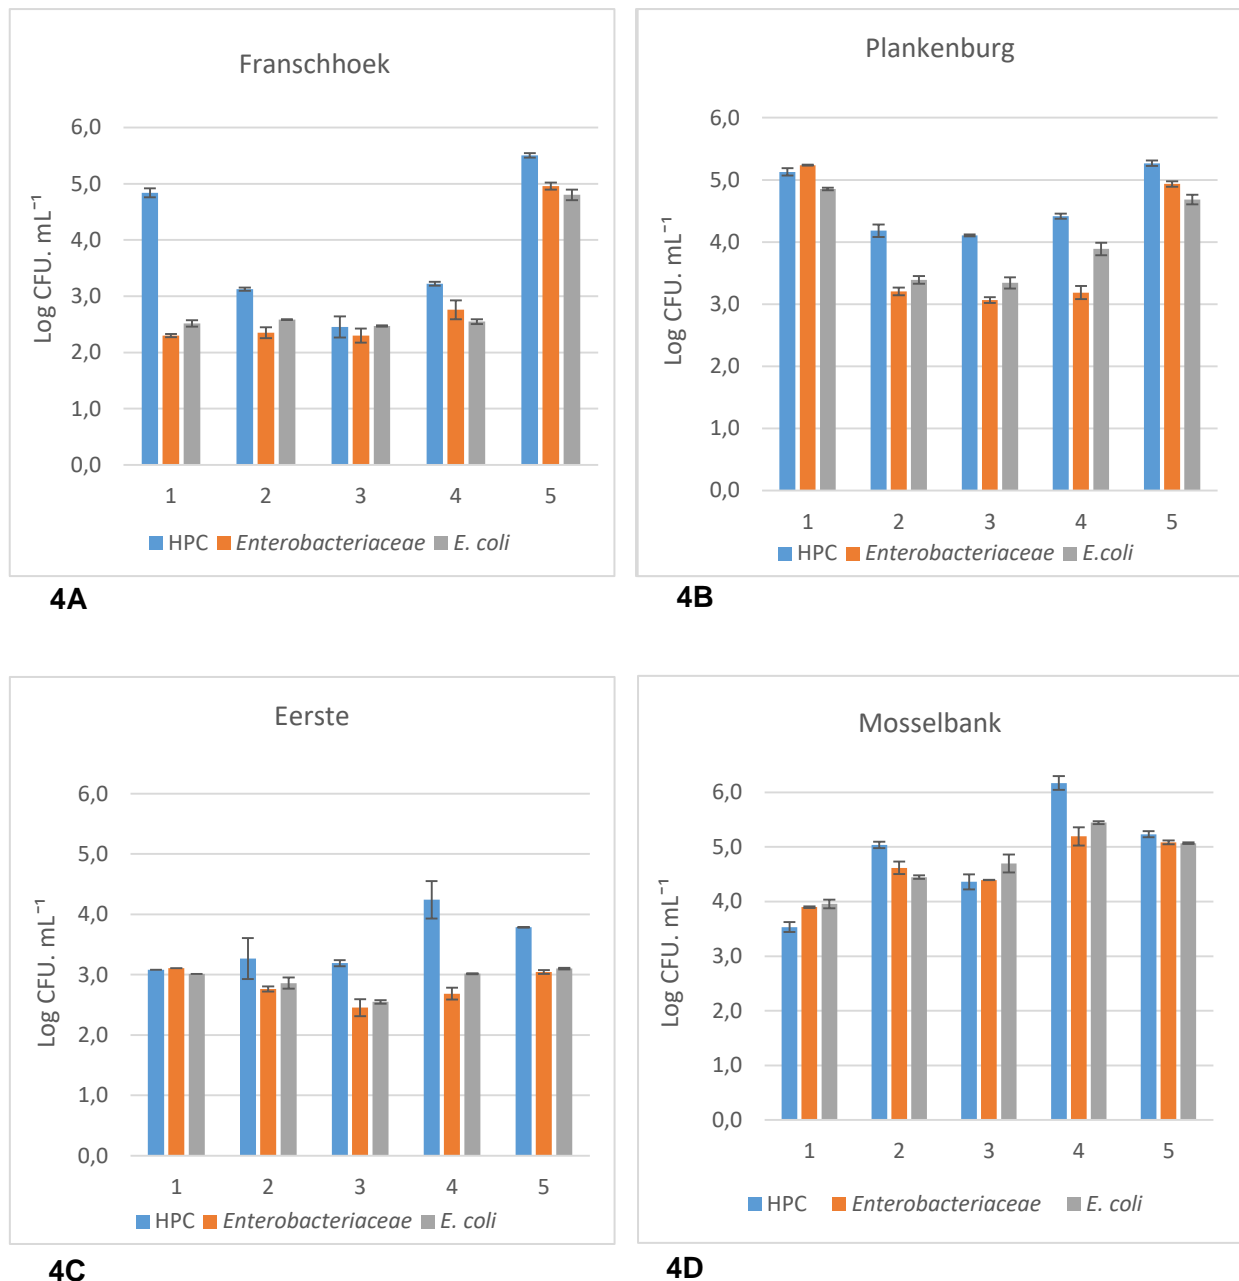 Franschhoek
Log CFU. mL⁻¹
6,0
5,0
4,0
3,0
2,0
1,0
0,0
1 2 3 4 5
HPC Enterobacteriaceae E. coli
4A
Plankenburg
Log CFU. mL⁻¹
6,0
5,0
4,0
3,0
2,0
1,0
0,0
1 2 3 4 5
HPC Enterobacteriaceae E.coli
4B
Eerste
Log CFU. mL⁻¹
6,0
5,0
4,0
3,0
2,0
1,0
0,0
1 2 3 4 5
HPC Enterobacteriaceae E. coli
4C
Mosselbank
Log CFU. mL⁻¹
6,0
5,0
4,0
3,0
2,0
1,0
0,0
1 2 3 4 5
HPC Enterobacteriaceae E. coli
4D